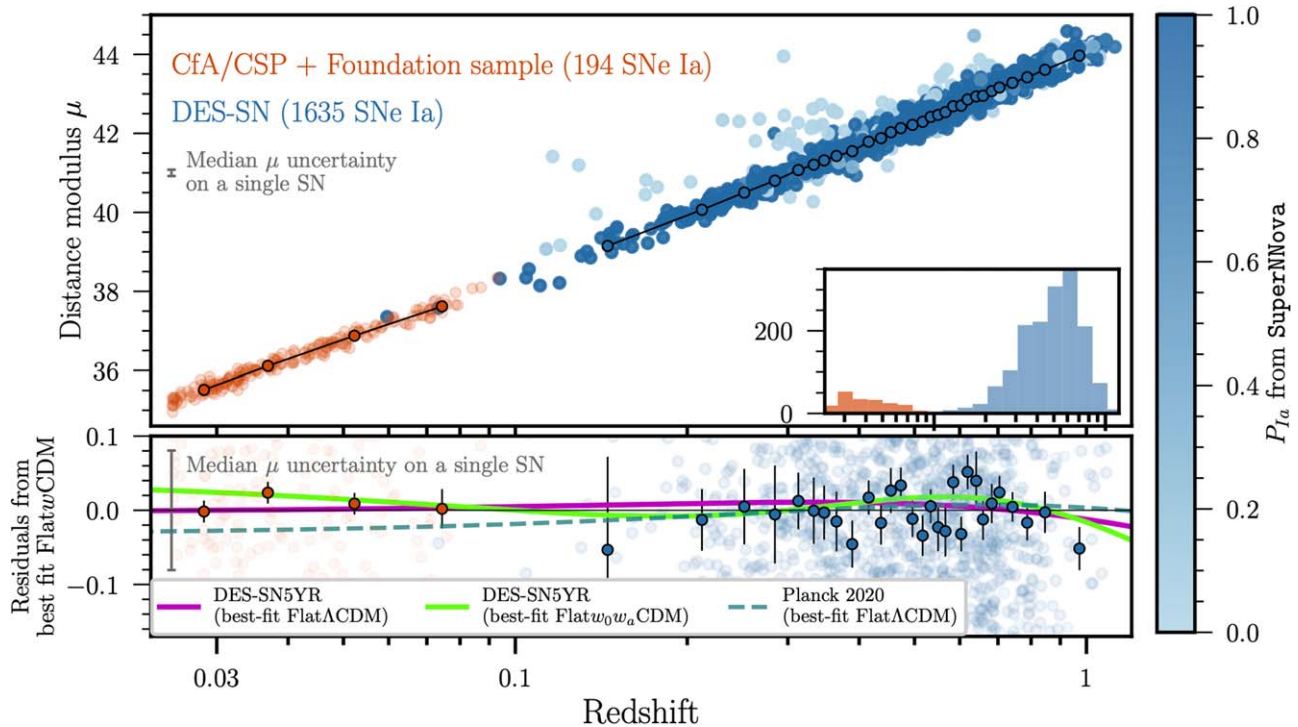 CfA/CSP + Foundation sample (194 SNe Ia)
DES-SN (1635 SNe Ia)
Median μ uncertainty
on a single SN
Distance modulus μ
44
42
40
38
36
200
0
1.0
0.8
0.6
0.4
0.2
0.0
P_{Ia} from SuperNNova
Median μ uncertainty on a single SN
Residuals from
best fit FlatwCDM
0.1
0.0
−0.1
DES-SN5YR
(best-fit FlatΛCDM)
DES-SN5YR
(best-fit Flatw₀wₐCDM)
Planck 2020
(best-fit FlatΛCDM)
0.03
0.1
1
Redshift